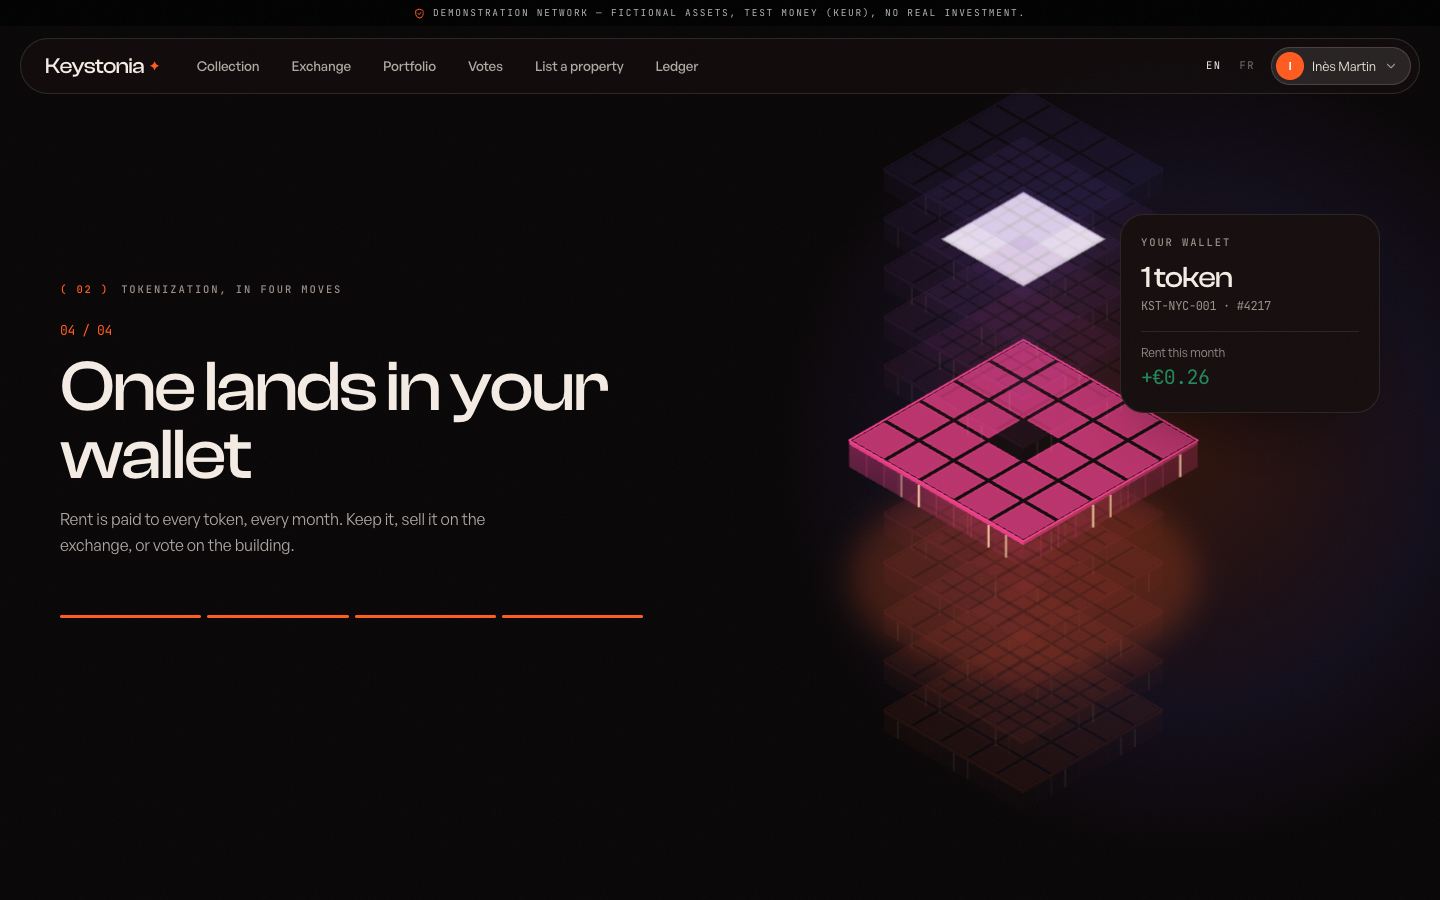 DEMONSTRATION NETWORK — FICTIONAL ASSETS, TEST MONEY (KEUR), NO REAL INVESTMENT.
Keystonia Collection Exchange Portfolio Votes List a property Ledger EN FR I Inès Martin
YOUR WALLET
1 token
KST-NYC-001 · #4217
Rent this month
+€0.26
( 02 ) TOKENIZATION, IN FOUR MOVES
04 / 04
One lands in your
wallet
Rent is paid to every token, every month. Keep it, sell it on the
exchange, or vote on the building.